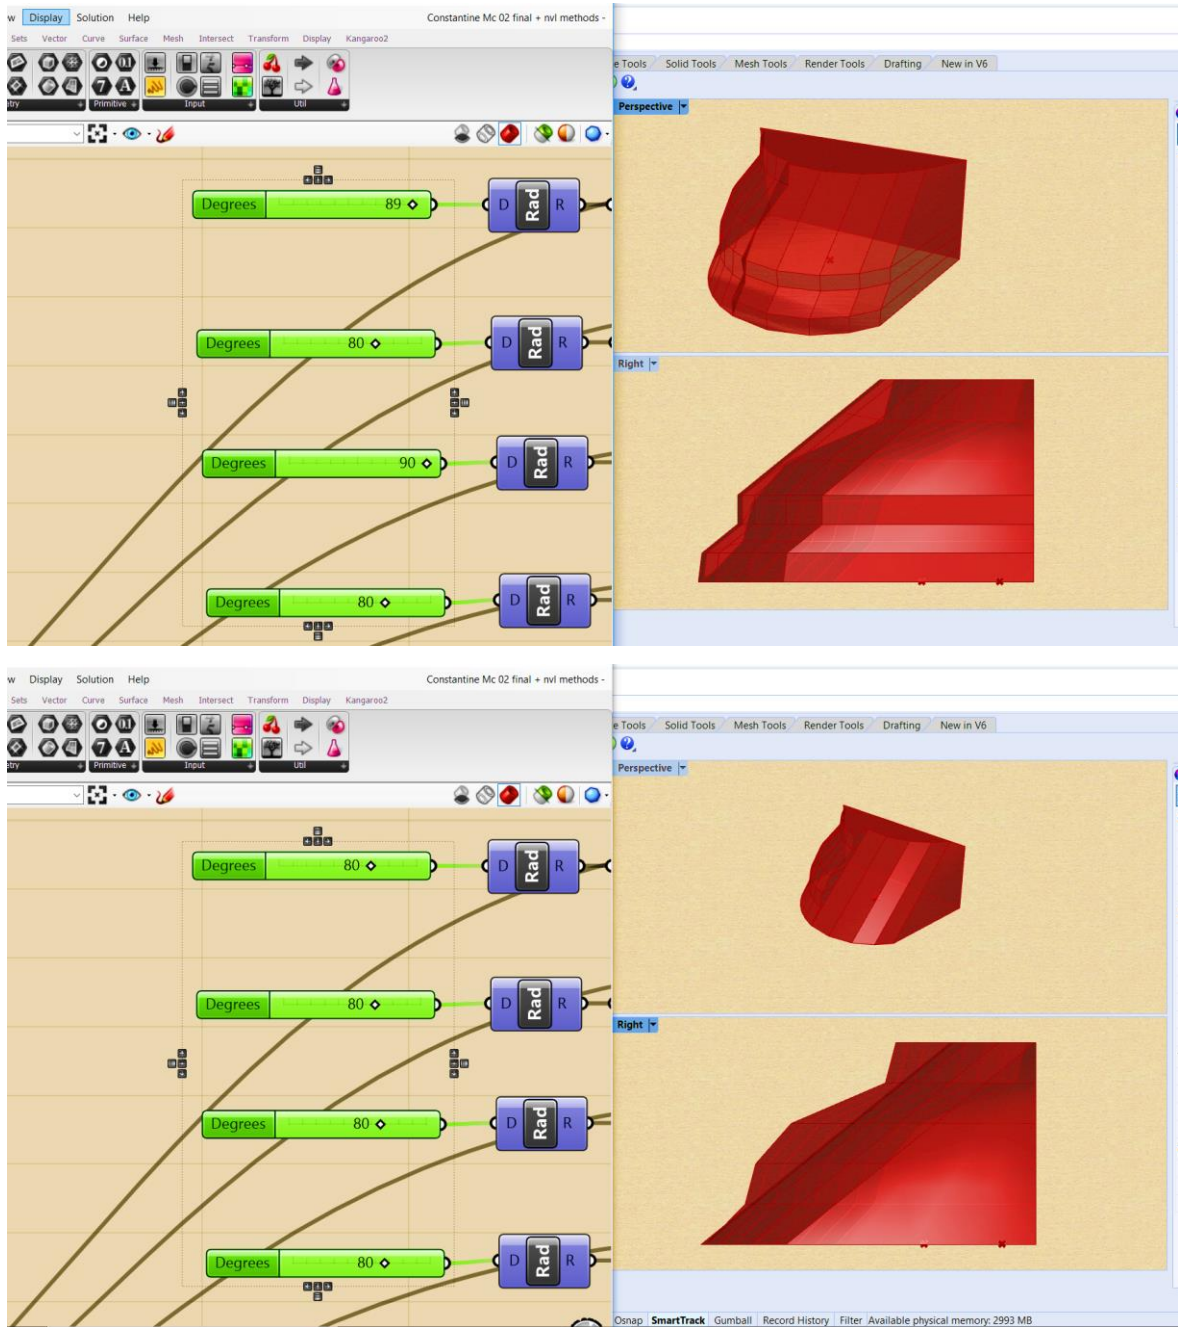 w Display Solution Help Constantine Mc 02 final + nvl methods -
Sets Vector Curve Surface Mesh Intersect Transform Display Kangaroo2
etry Primitive Input Util
e Tools Solid Tools Mesh Tools Render Tools Drafting New in V6
Perspective
Degrees 89 D Rad R
Degrees 80 D Rad R
Right
Degrees 90 D Rad R
Degrees 80 D Rad R
w Display Solution Help Constantine Mc 02 final + nvl methods -
Sets Vector Curve Surface Mesh Intersect Transform Display Kangaroo2
etry Primitive Input Util
e Tools Solid Tools Mesh Tools Render Tools Drafting New in V6
Perspective
Degrees 80 D Rad R
Degrees 80 D Rad R
Right
Degrees 80 D Rad R
Degrees 80 D Rad R
Osnap SmartTrack Gumball Record History Filter Available physical memory: 2993 MB